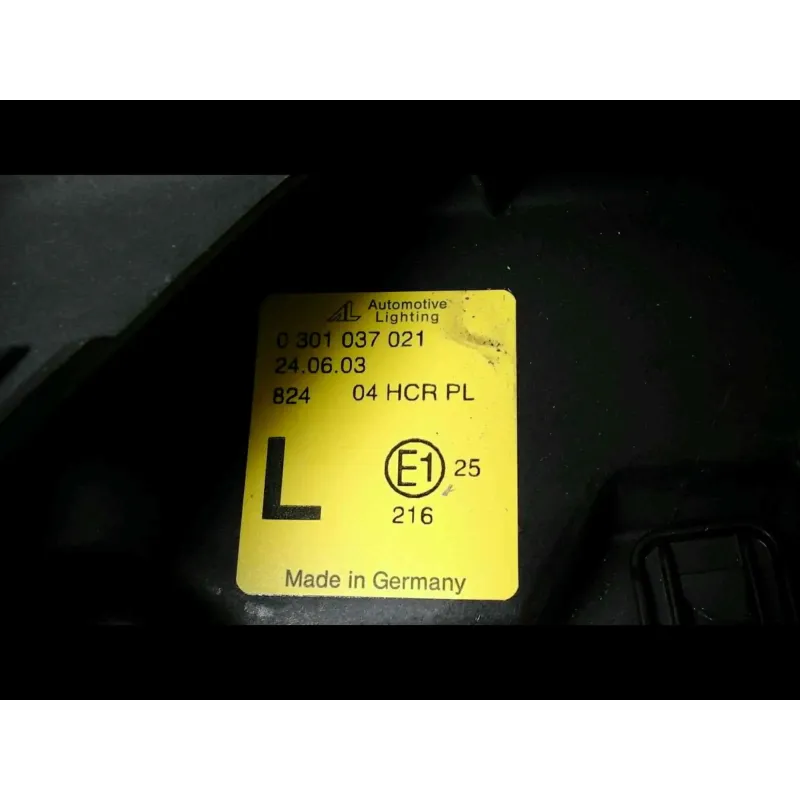 AL Automotive
Lighting
0 301 037 021
24.06.03
824 04 HCR PL
L E1 25
216
Made in Germany